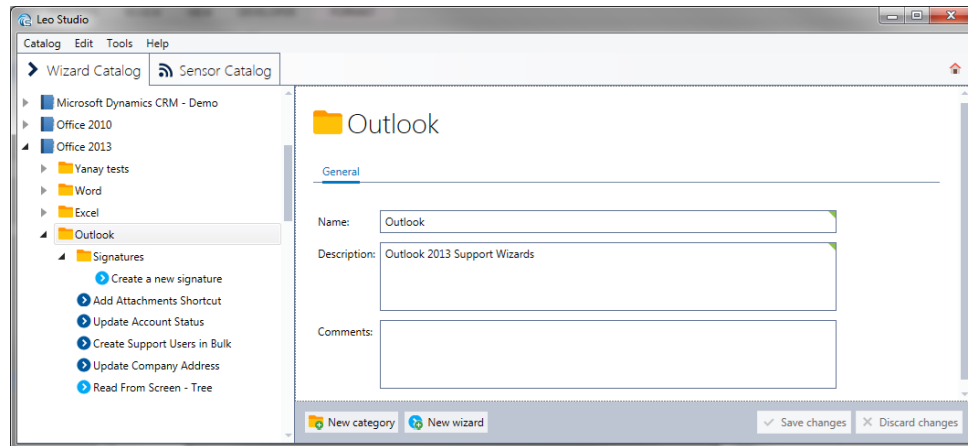 Leo Studio
Catalog Edit Tools Help
Wizard Catalog Sensor Catalog
Microsoft Dynamics CRM - Demo
Office 2010
Office 2013
Yanay tests
Word
Excel
Outlook
Signatures
Create a new signature
Add Attachments Shortcut
Update Account Status
Create Support Users in Bulk
Update Company Address
Read From Screen - Tree
Outlook
General
Name: Outlook
Description: Outlook 2013 Support Wizards
Comments:
New category New wizard Save changes Discard changes